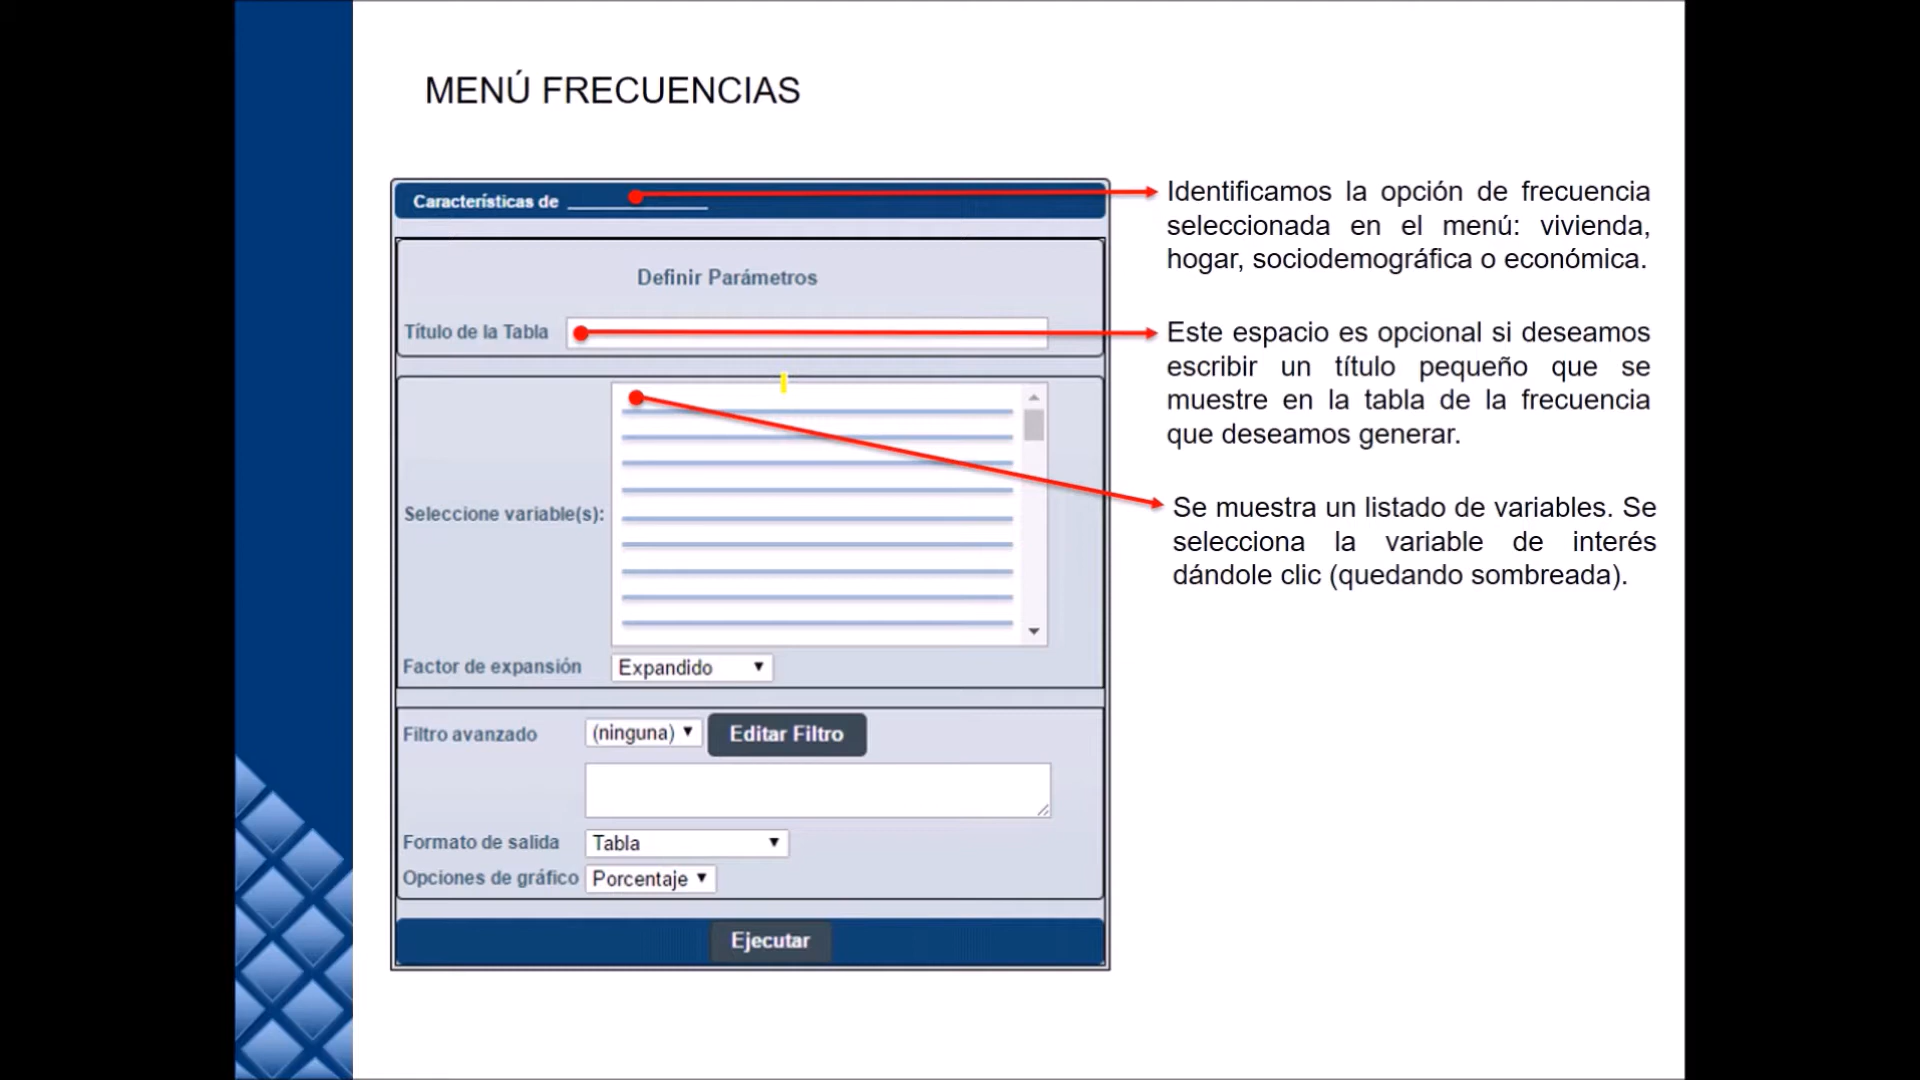 MENÚ FRECUENCIAS
Características de ____________
Definir Parámetros
Título de la Tabla
Seleccione variable(s):
Factor de expansión
Expandido
Filtro avanzado
(ninguna)
Editar Filtro
Formato de salida
Tabla
Opciones de gráfico
Porcentaje
Ejecutar
Identificamos la opción de frecuencia
seleccionada en el menú: vivienda,
hogar, sociodemográfica o económica.
Este espacio es opcional si deseamos
escribir un título pequeño que se
muestre en la tabla de la frecuencia
que deseamos generar.
Se muestra un listado de variables. Se
selecciona la variable de interés
dándole clic (quedando sombreada).